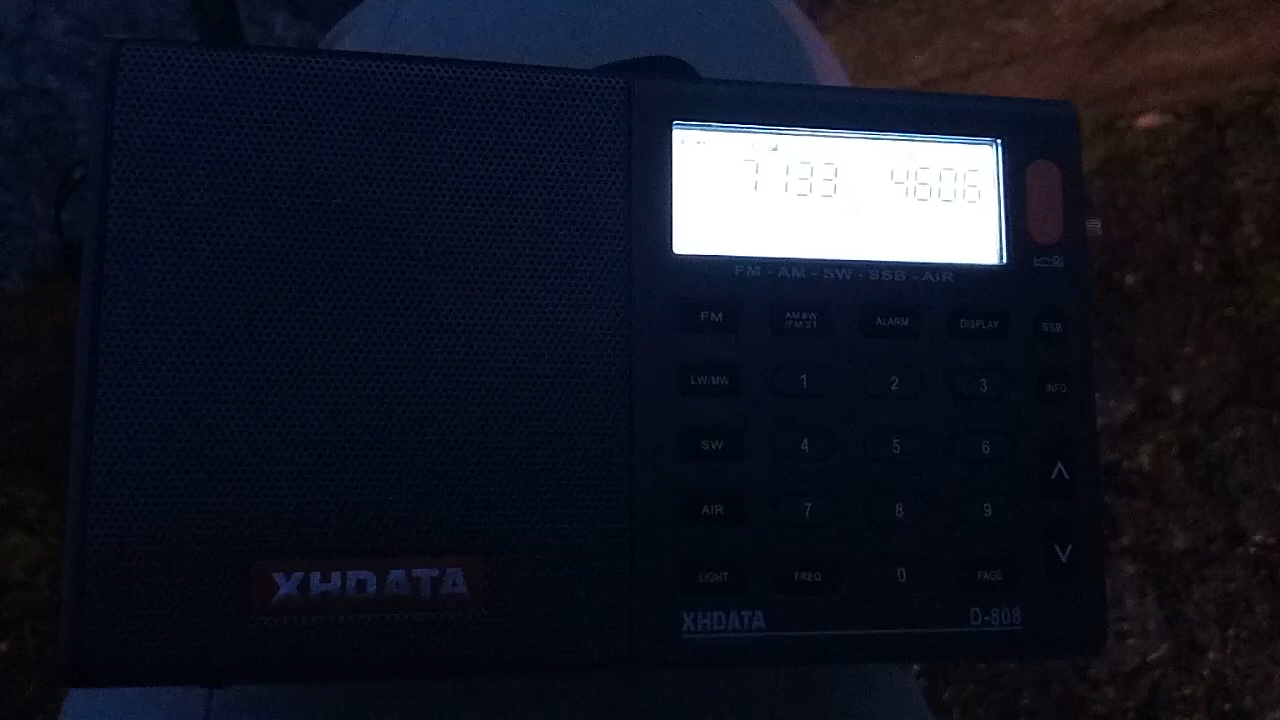 7133 4606
FM - AM - SW - SSB - AIR
FM AM BW /FM ST ALARM DISPLAY SSB
LW/MW 1 2 3 INFO
SW 4 5 6
AIR 7 8 9
LIGHT FREQ 0 PAGE
XHDATA
XHDATA D-808